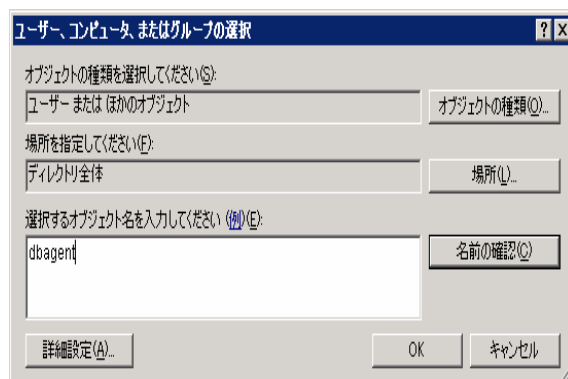 ユーザー、コンピュータ、またはグループの選択
オブジェクトの種類を選択してください(S):
ユーザー または ほかのオブジェクト
オブジェクトの種類(O)...
場所を指定してください(F):
ディレクトリ全体
場所(L)...
選択するオブジェクト名を入力してください (例)(E):
dbagent
名前の確認(C)
詳細設定(A)...
OK
キャンセル